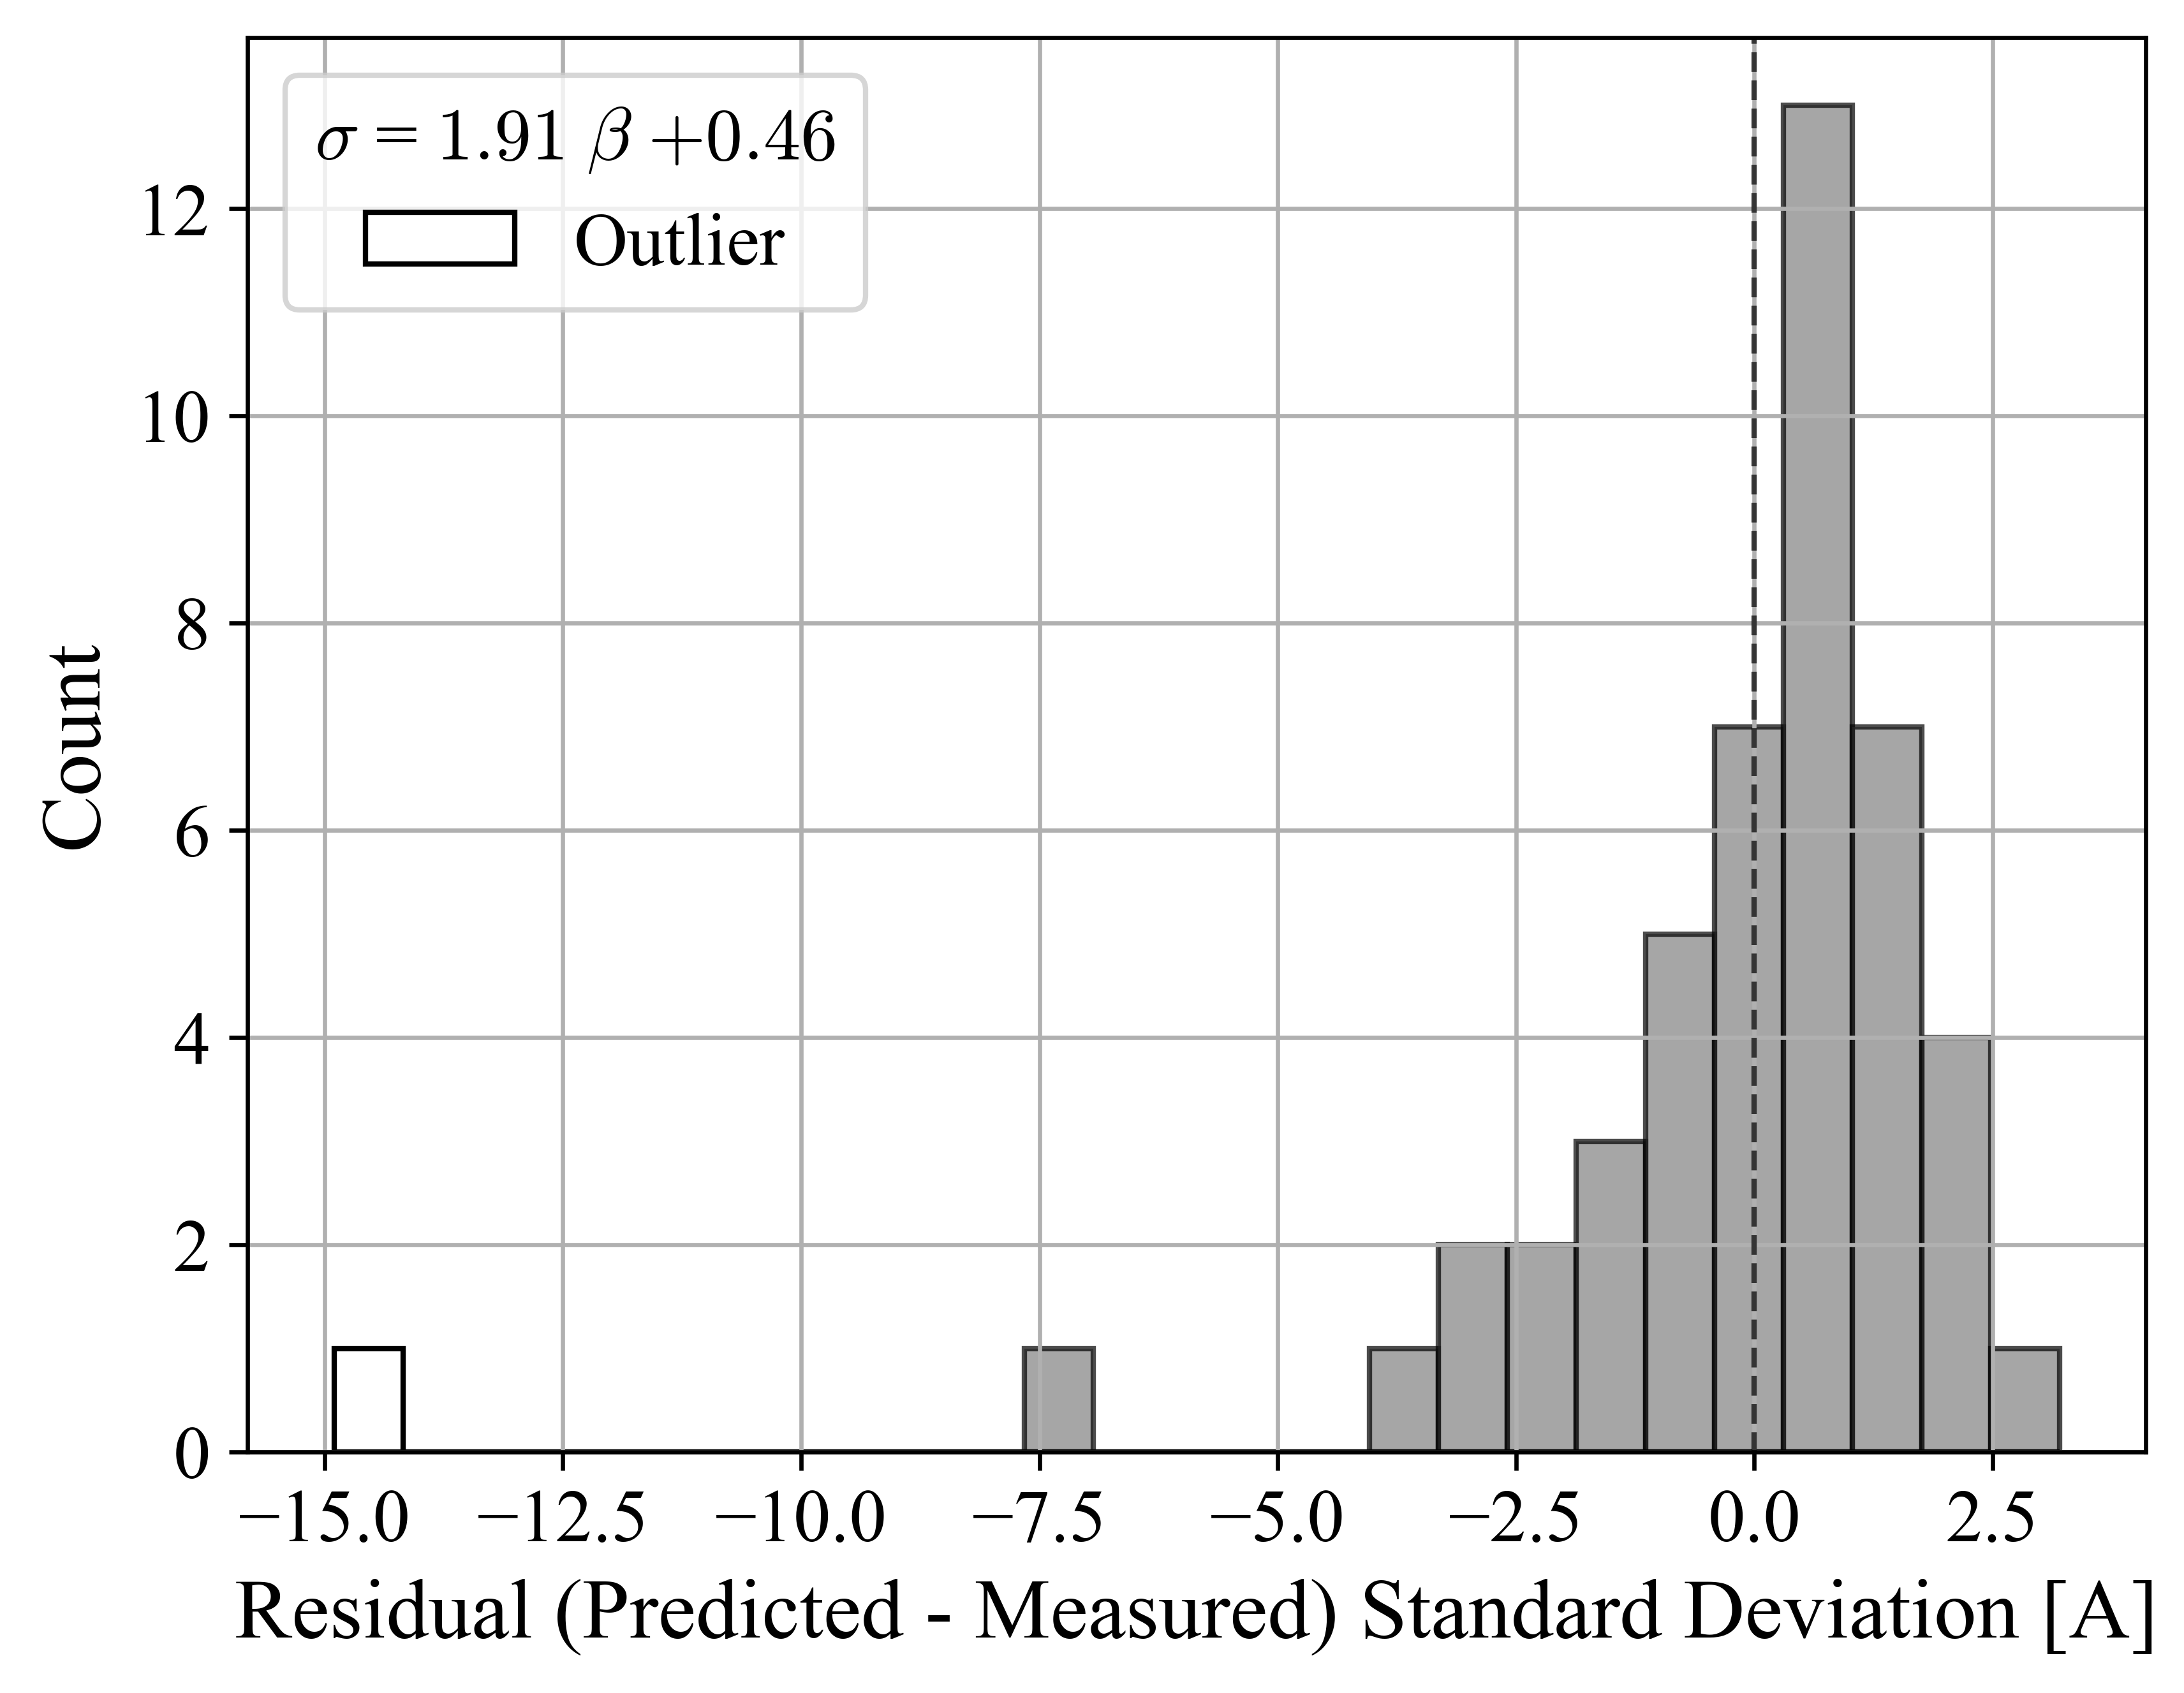 σ = 1.91 β +0.46
Outlier
Count
12
10
8
6
4
2
0
−15.0 −12.5 −10.0 −7.5 −5.0 −2.5 0.0 2.5
Residual (Predicted - Measured) Standard Deviation [A]